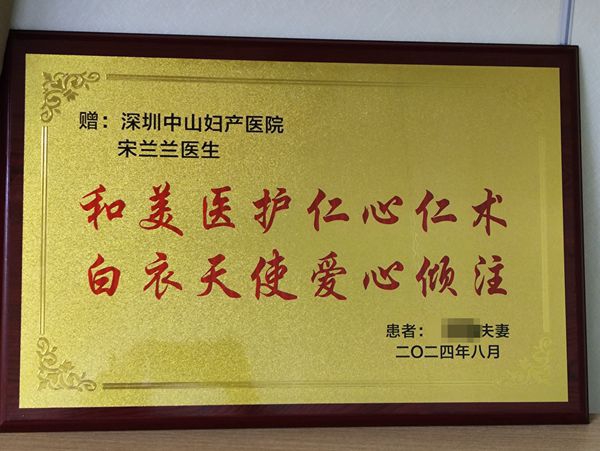 赠：深圳中山妇产医院
宋兰兰医生
和美医护仁心仁术
白衣天使爱心倾注
患者：夫妻
二〇二四年八月